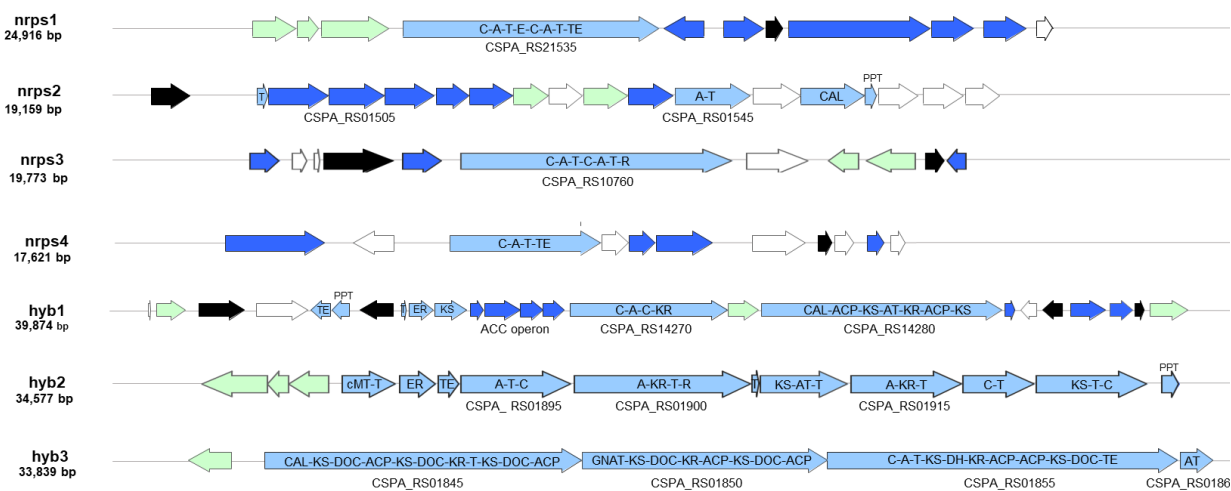 nrps1
24,916 bp
C-A-T-E-C-A-T-TE
CSPA_RS21535
nrps2
19,159 bp
T
A-T
CAL
PPT
CSPA_RS01505
CSPA_RS01545
nrps3
19,773 bp
C-A-T-C-A-T-R
CSPA_RS10760
nrps4
17,621 bp
C-A-T-TE
hyb1
39,874 bp
TE
PPT
T
ER
KS
C-A-C-KR
CAL-ACP-KS-AT-KR-ACP-KS
ACC operon
CSPA_RS14270
CSPA_RS14280
hyb2
34,577 bp
cMT-T
ER
TE
A-T-C
A-KR-T-R
T
KS-AT-T
A-KR-T
C-T
KS-T-C
PPT
CSPA_ RS01895
CSPA_RS01900
CSPA_RS01915
hyb3
33,839 bp
CAL-KS-DOC-ACP-KS-DOC-KR-T-KS-DOC-ACP
GNAT-KS-DOC-KR-ACP-KS-DOC-ACP
C-A-T-KS-DH-KR-ACP-ACP-KS-DOC-TE
AT
CSPA_RS01845
CSPA_RS01850
CSPA_RS01855
CSPA_RS0186